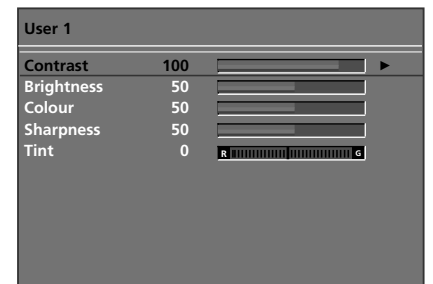 User 1
Contrast 100
Brightness 50
Colour 50
Sharpness 50
Tint 0 R G